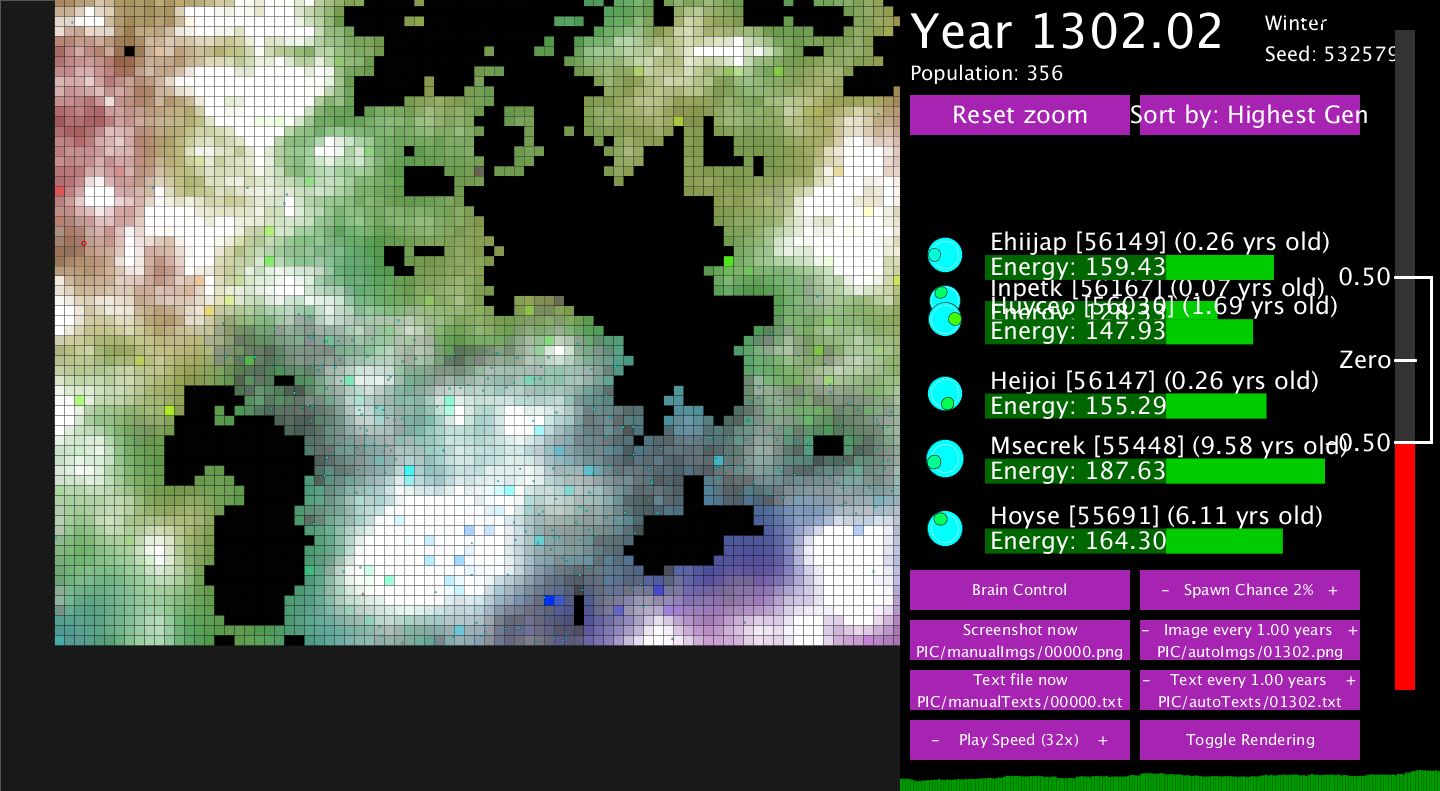 Year 1302.02
Winter
Seed: 532579
Population: 356
Reset zoom
Sort by: Highest Gen
Ehiijap [56149] (0.26 yrs old)
Energy: 159.43
0.50
Inpetk [56167] (0.07 yrs old)
[56030] (1.69 yrs old)
Energy: 147.93
Zero
Heijoi [56147] (0.26 yrs old)
Energy: 155.29
Msecrek [55448] (9.58 yrs old)
-0.50
Energy: 187.63
Hoyse [55691] (6.11 yrs old)
Energy: 164.30
Brain Control
- Spawn Chance 2% +
Screenshot now
PIC/manualImgs/00000.png
- Image every 1.00 years +
PIC/autoImgs/01302.png
Text file now
PIC/manualTexts/00000.txt
- Text every 1.00 years +
PIC/autoTexts/01302.txt
- Play Speed (32x) +
Toggle Rendering